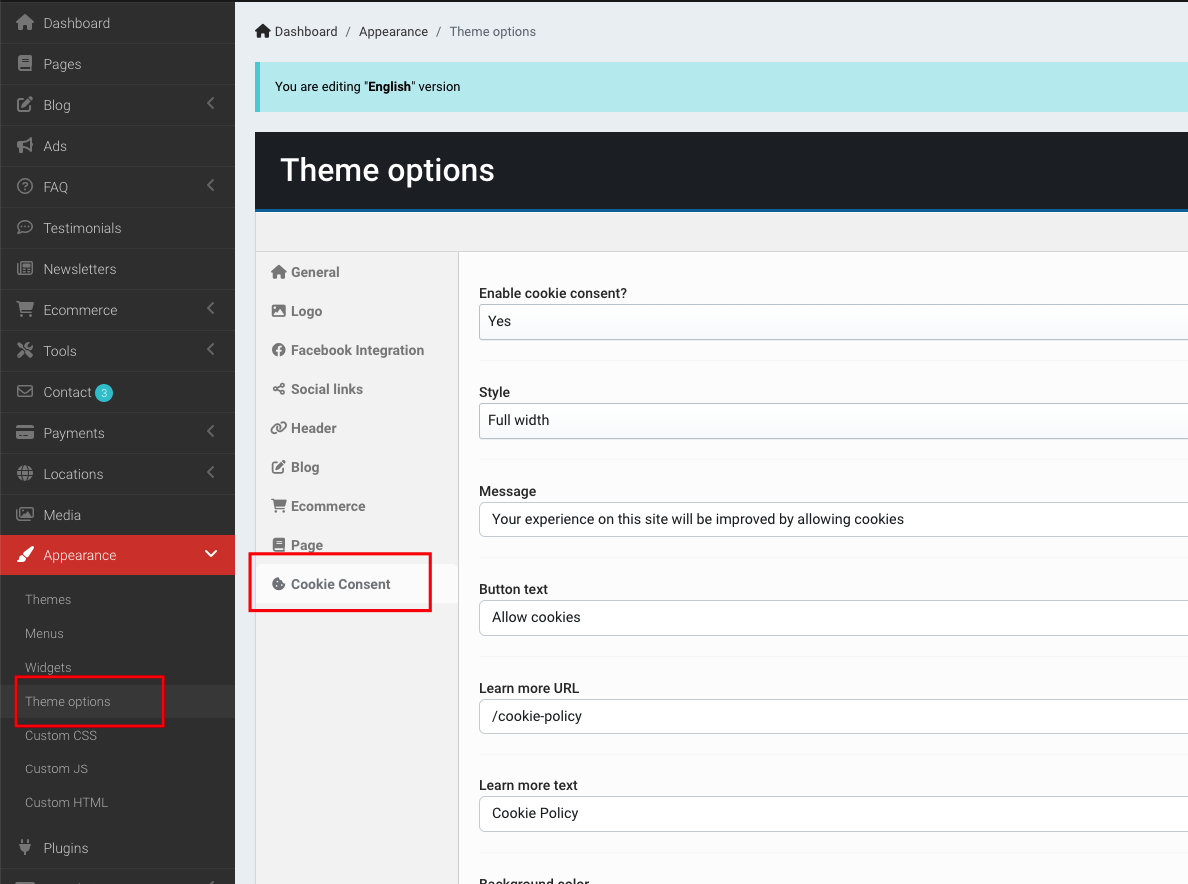 Dashboard
Pages
Blog
Ads
FAQ
Testimonials
Newsletters
Ecommerce
Tools
Contact 3
Payments
Locations
Media
Appearance
Themes
Menus
Widgets
Theme options
Custom CSS
Custom JS
Custom HTML
Plugins
Dashboard / Appearance / Theme options
You are editing "English" version
Theme options
General
Logo
Facebook Integration
Social links
Header
Blog
Ecommerce
Page
Cookie Consent
Enable cookie consent?
Yes
Style
Full width
Message
Your experience on this site will be improved by allowing cookies
Button text
Allow cookies
Learn more URL
/cookie-policy
Learn more text
Cookie Policy
Background color